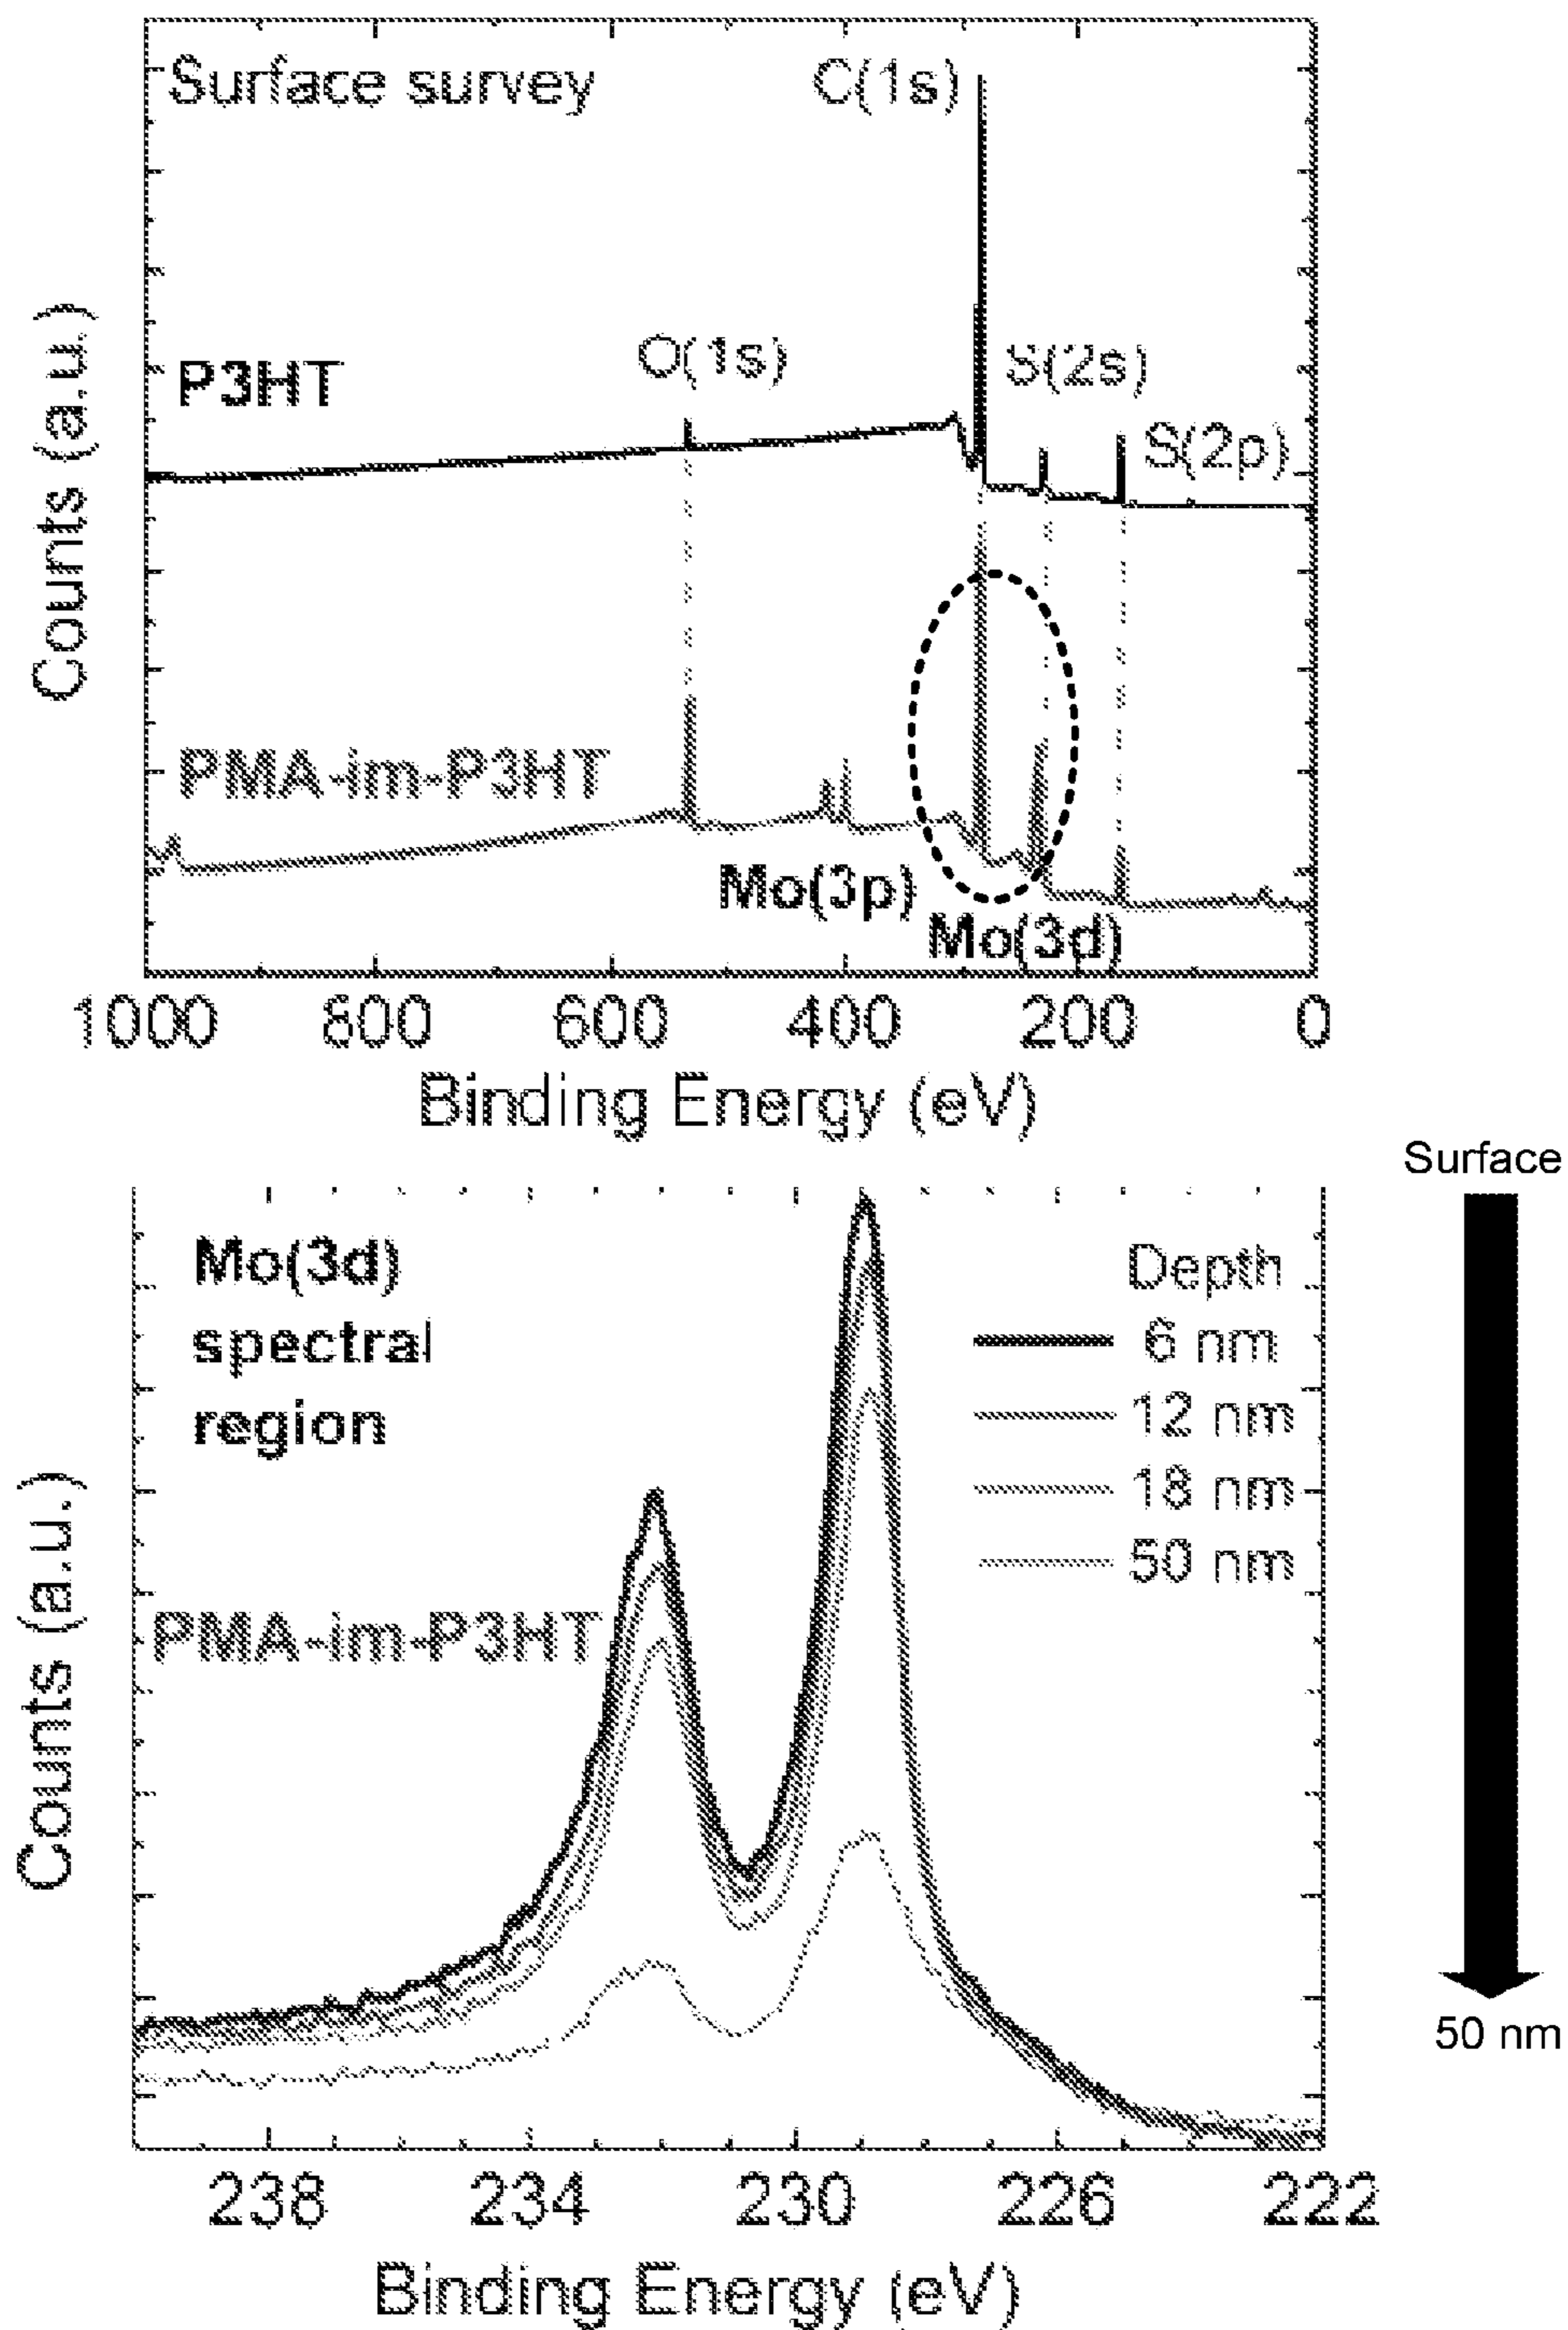 Surface survey
C(1s)
O(1s)
S(2s)
P3HT
S(2p)
PMA-im-P3HT
Mo(3p)
Mo(3d)
Counts (a.u.)
1000 800 600 400 200 0
Binding Energy (eV)
Surface
Mo(3d)
spectral
region
Depth
6 nm
12 nm
18 nm
50 nm
PMA-im-P3HT
Counts (a.u.)
50 nm
238 234 230 226 222
Binding Energy (eV)